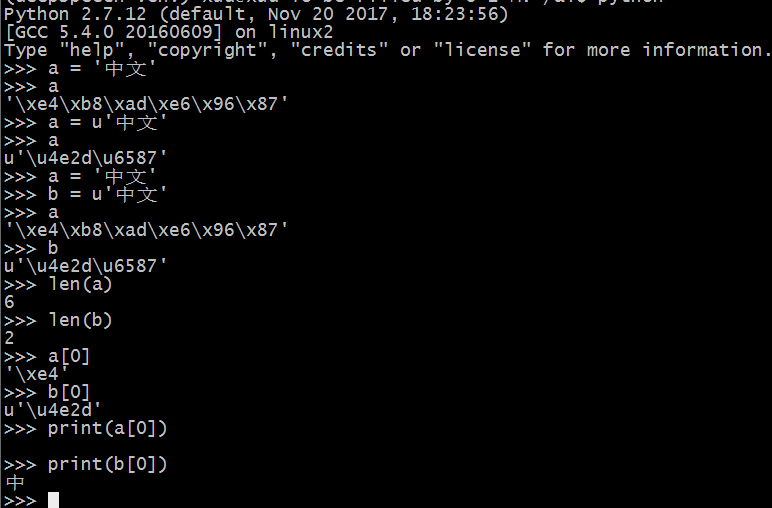 Python 2.7.12 (default, Nov 20 2017, 18:23:56)
[GCC 5.4.0 20160609] on linux2
Type "help", "copyright", "credits" or "license" for more information.
>>> a = '中文'
>>> a
'\xe4\xb8\xad\xe6\x96\x87'
>>> a = u'中文'
>>> a
u'\u4e2d\u6587'
>>> a = '中文'
>>> b = u'中文'
>>> a
'\xe4\xb8\xad\xe6\x96\x87'
>>> b
u'\u4e2d\u6587'
>>> len(a)
6
>>> len(b)
2
>>> a[0]
'\xe4'
>>> b[0]
u'\u4e2d'
>>> print(a[0])
>>> print(b[0])
中
>>>